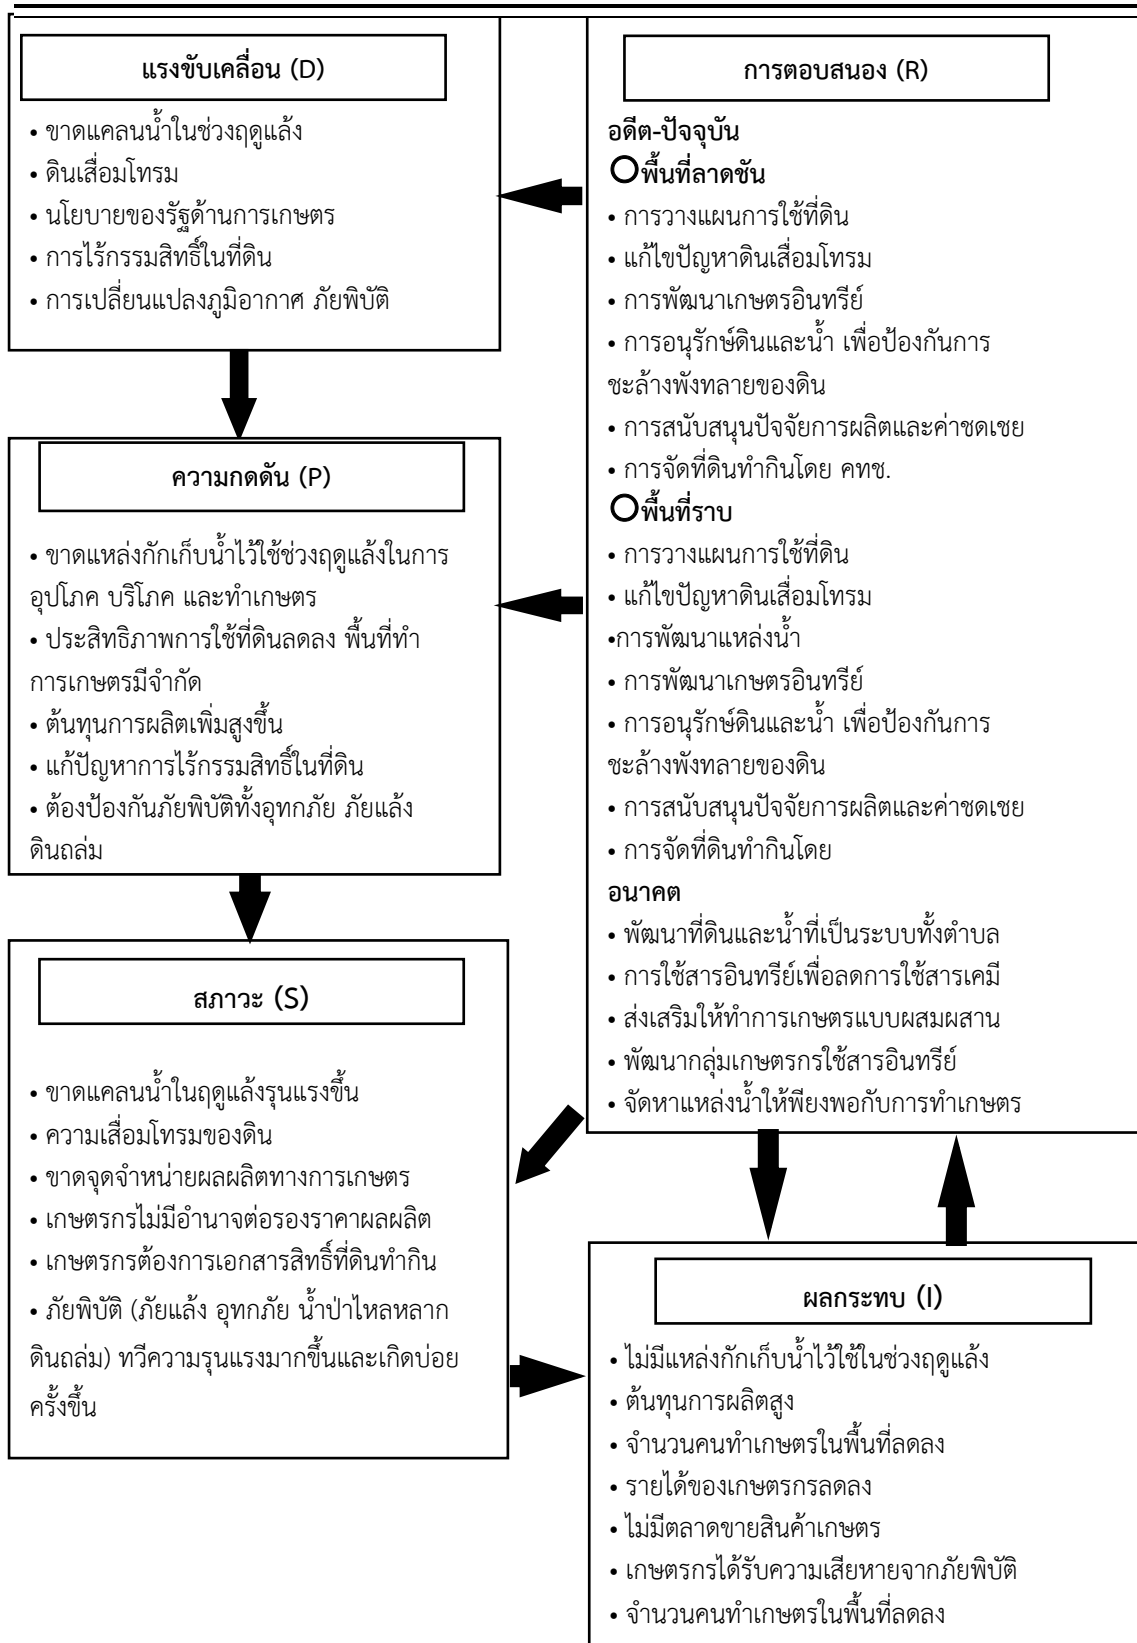 แรงขับเคลื่อน (D)
• ขาดแคลนน้ำในช่วงฤดูแล้ง
• ดินเสื่อมโทรม
• นโยบายของรัฐด้านการเกษตร
• การไร้กรรมสิทธิ์ในที่ดิน
• การเปลี่ยนแปลงภูมิอากาศ ภัยพิบัติ
ความกดดัน (P)
• ขาดแหล่งกักเก็บน้ำไว้ใช้ช่วงฤดูแล้งในการ
อุปโภค บริโภค และทำเกษตร
• ประสิทธิภาพการใช้ที่ดินลดลง พื้นที่ทำ
การเกษตรมีจำกัด
• ต้นทุนการผลิตเพิ่มสูงขึ้น
• แก้ปัญหาการไร้กรรมสิทธิ์ในที่ดิน
• ต้องป้องกันภัยพิบัติทั้งอุทกภัย ภัยแล้ง
ดินถล่ม
สภาวะ (S)
• ขาดแคลนน้ำในฤดูแล้งรุนแรงขึ้น
• ความเสื่อมโทรมของดิน
• ขาดจุดจำหน่ายผลผลิตทางการเกษตร
• เกษตรกรไม่มีอำนาจต่อรองราคาผลผลิต
• เกษตรกรต้องการเอกสารสิทธิ์ที่ดินทำกิน
• ภัยพิบัติ (ภัยแล้ง อุทกภัย น้ำป่าไหลหลาก
ดินถล่ม) ทวีความรุนแรงมากขึ้นและเกิดบ่อย
ครั้งขึ้น
การตอบสนอง (R)
อดีต-ปัจจุบัน
พื้นที่ลาดชัน
• การวางแผนการใช้ที่ดิน
• แก้ไขปัญหาดินเสื่อมโทรม
• การพัฒนาเกษตรอินทรีย์
• การอนุรักษ์ดินและน้ำ เพื่อป้องกันการ
ชะล้างพังทลายของดิน
• การสนับสนุนปัจจัยการผลิตและค่าชดเชย
• การจัดที่ดินทำกินโดย คทช.
พื้นที่ราบ
• การวางแผนการใช้ที่ดิน
• แก้ไขปัญหาดินเสื่อมโทรม
•การพัฒนาแหล่งน้ำ
• การพัฒนาเกษตรอินทรีย์
• การอนุรักษ์ดินและน้ำ เพื่อป้องกันการ
ชะล้างพังทลายของดิน
• การสนับสนุนปัจจัยการผลิตและค่าชดเชย
• การจัดที่ดินทำกินโดย
อนาคต
• พัฒนาที่ดินและน้ำที่เป็นระบบทั้งตำบล
• การใช้สารอินทรีย์เพื่อลดการใช้สารเคมี
• ส่งเสริมให้ทำการเกษตรแบบผสมผสาน
• พัฒนากลุ่มเกษตรกรใช้สารอินทรีย์
• จัดหาแหล่งน้ำให้พียงพอกับการทำเกษตร
ผลกระทบ (I)
• ไม่มีแหล่งกักเก็บน้ำไว้ใช้ในช่วงฤดูแล้ง
• ต้นทุนการผลิตสูง
• จำนวนคนทำเกษตรในพื้นที่ลดลง
• รายได้ของเกษตรกรลดลง
• ไม่มีตลาดขายสินค้าเกษตร
• เกษตรกรได้รับความเสียหายจากภัยพิบัติ
• จำนวนคนทำเกษตรในพื้นที่ลดลง